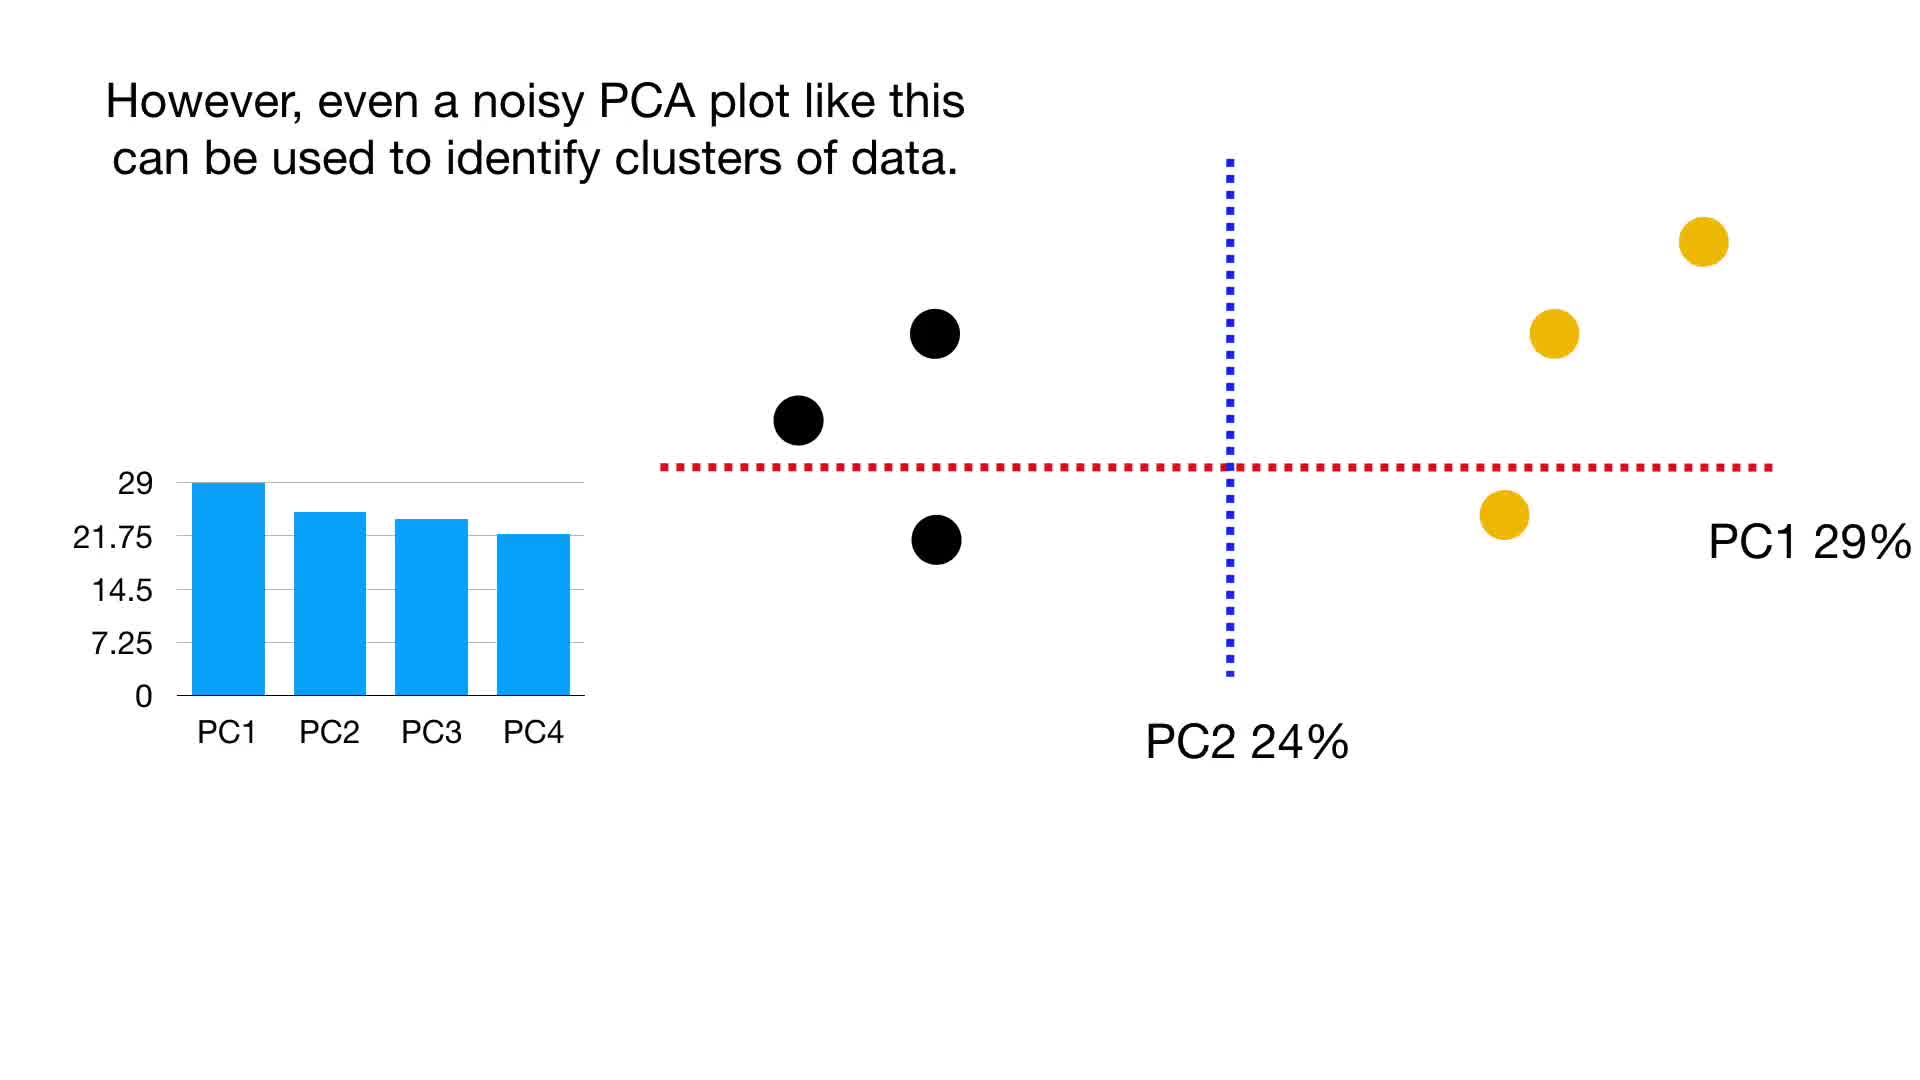 However, even a noisy PCA plot like this
can be used to identify clusters of data.
29
21.75
14.5
7.25
0
PC1 PC2 PC3 PC4
PC1 29%
PC2 24%